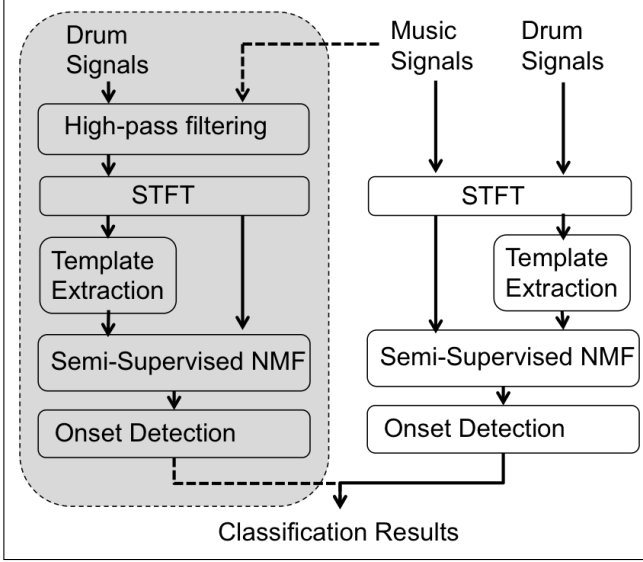 Drum
Signals
Music
Signals
Drum
Signals
High-pass filtering
STFT
STFT
Template
Extraction
Template
Extraction
Semi-Supervised NMF
Semi-Supervised NMF
Onset Detection
Onset Detection
Classification Results